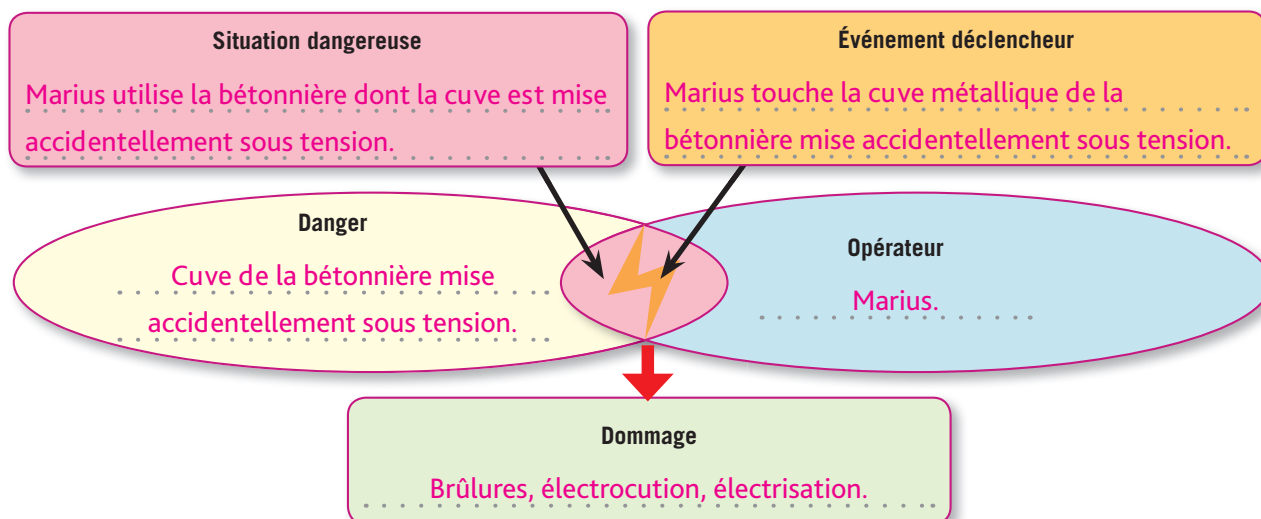 Situation dangereuse
Marius utilise la bétonnière dont la cuve est mise
accidentellement sous tension.
Événement déclencheur
Marius touche la cuve métallique de la
bétonnière mise accidentellement sous tension.
Danger
Cuve de la bétonnière mise
accidentellement sous tension.
Opérateur
Marius.
Dommage
Brûlures, électrocution, électrisation.